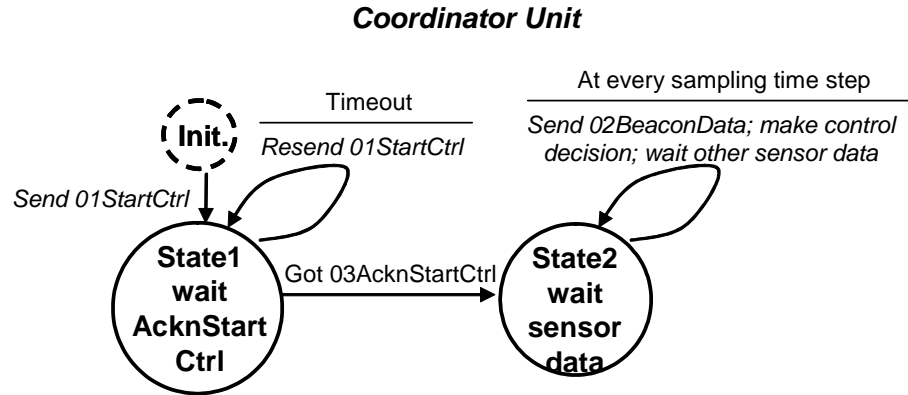 Coordinator Unit
At every sampling time step
Timeout
Init.
Send 02BeaconData; make control
Resend 01StartCtrl
decision; wait other sensor data
Send 01StartCtrl
State1
wait
AcknStart
Ctrl
Got 03AcknStartCtrl
State2
wait
sensor
data